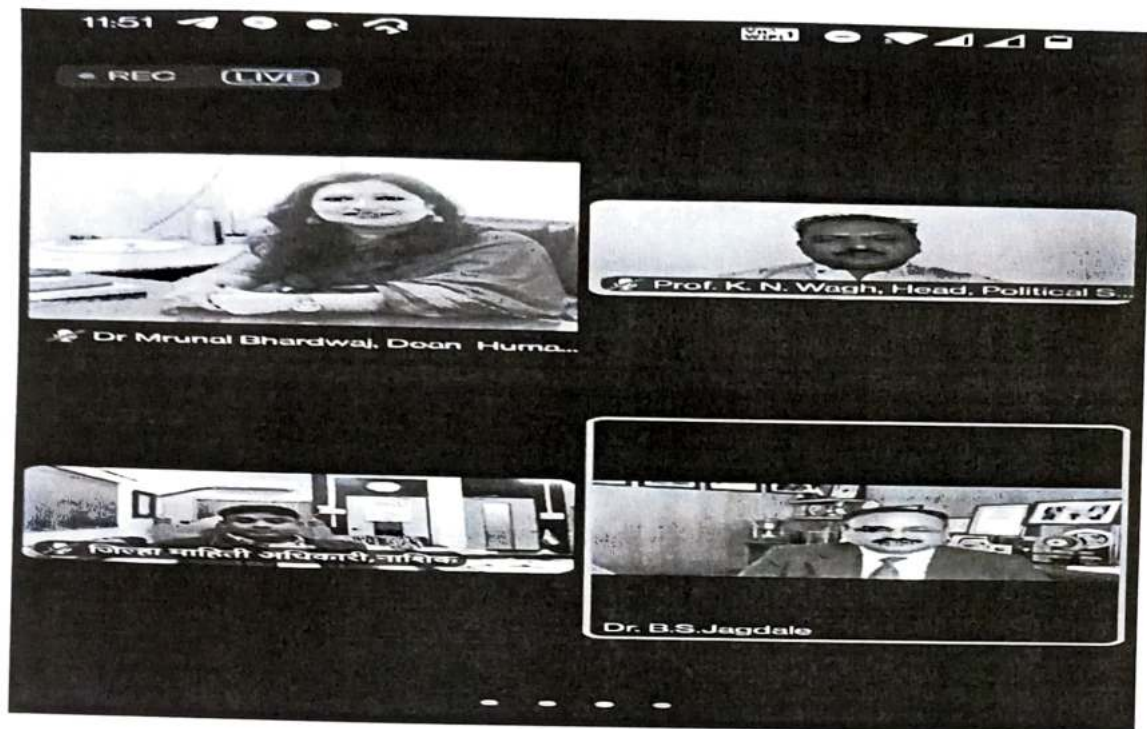 11:51
REC LIVE
Dr Mrunal Bhardwaj, Dean Huma...
Prof. K. N. Wagh, Head, Political S...
जिल्हा माहिती अधिकारी,नाशिक
Dr. B.S.Jagdale